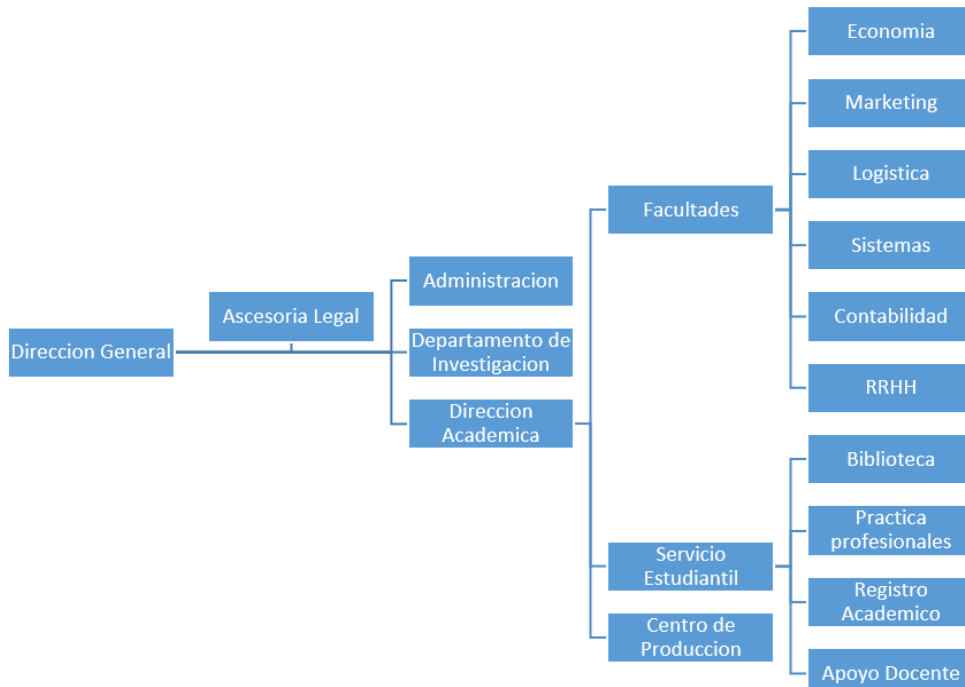 Direccion General
Ascesoria Legal
Administracion
Departamento de
Investigacion
Direccion
Academica
Facultades
Economia
Marketing
Logistica
Sistemas
Contabilidad
RRHH
Servicio
Estudiantil
Biblioteca
Practica
profesionales
Registro
Academico
Apoyo Docente
Centro de
Produccion